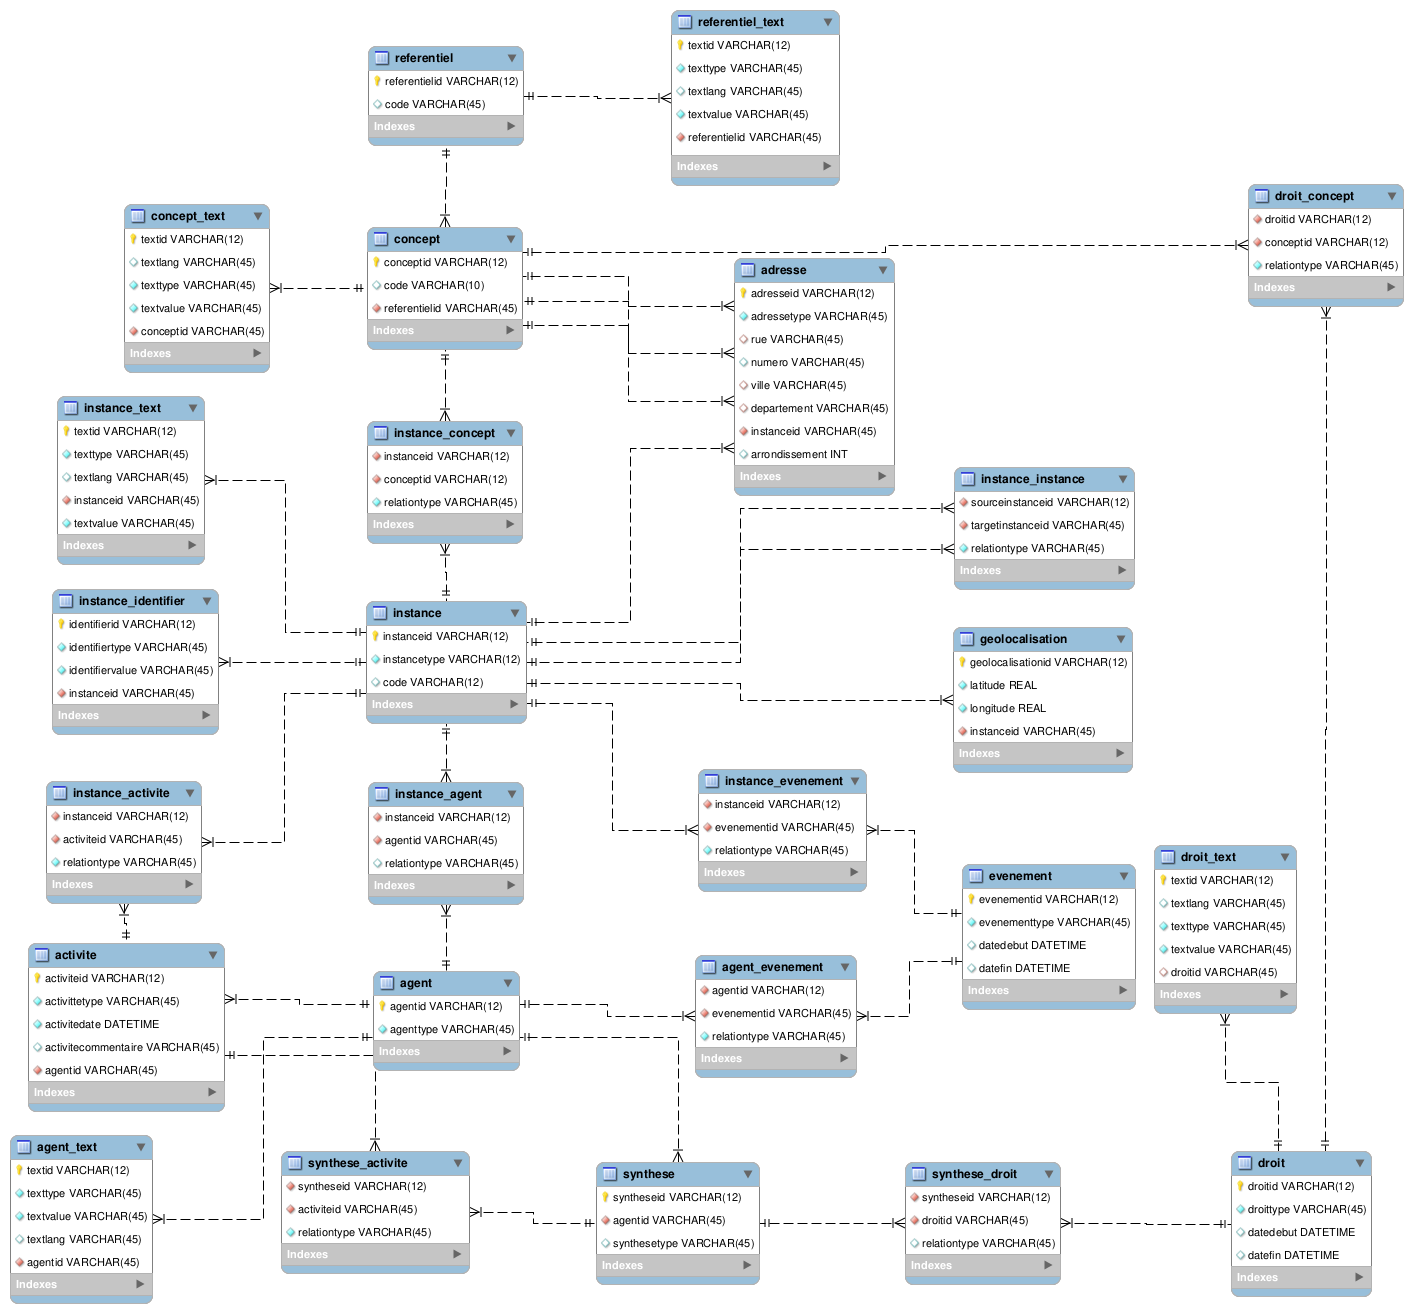 referentiel_text
textid VARCHAR(12)
texttype VARCHAR(45)
textlang VARCHAR(45)
textvalue VARCHAR(45)
referentielid VARCHAR(45)
Indexes
referentiel
referentielid VARCHAR(12)
code VARCHAR(45)
Indexes
droit_concept
droitid VARCHAR(12)
conceptid VARCHAR(12)
relationtype VARCHAR(45)
Indexes
concept_text
textid VARCHAR(12)
textlang VARCHAR(45)
texttype VARCHAR(45)
textvalue VARCHAR(45)
conceptid VARCHAR(45)
Indexes
concept
conceptid VARCHAR(12)
code VARCHAR(10)
referentielid VARCHAR(45)
Indexes
adresse
adresseid VARCHAR(12)
adressetype VARCHAR(45)
rue VARCHAR(45)
numero VARCHAR(45)
ville VARCHAR(45)
departement VARCHAR(45)
instanceid VARCHAR(45)
arrondissement INT
Indexes
instance_text
textid VARCHAR(12)
texttype VARCHAR(45)
textlang VARCHAR(45)
instanceid VARCHAR(45)
textvalue VARCHAR(45)
Indexes
instance_concept
instanceid VARCHAR(12)
conceptid VARCHAR(12)
relationtype VARCHAR(45)
Indexes
instance_instance
sourceinstanceid VARCHAR(12)
targetinstanceid VARCHAR(45)
relationtype VARCHAR(45)
Indexes
instance_identifier
identifierid VARCHAR(12)
identifiertype VARCHAR(45)
identifiervalue VARCHAR(45)
instanceid VARCHAR(45)
Indexes
instance
instanceid VARCHAR(12)
instancetype VARCHAR(12)
code VARCHAR(12)
Indexes
geolocalisation
geolocalisationid VARCHAR(12)
latitude REAL
longitude REAL
instanceid VARCHAR(45)
Indexes
instance_activite
instanceid VARCHAR(12)
activiteid VARCHAR(45)
relationtype VARCHAR(45)
Indexes
instance_agent
instanceid VARCHAR(12)
agentid VARCHAR(45)
relationtype VARCHAR(45)
Indexes
instance_evenement
instanceid VARCHAR(12)
evenementid VARCHAR(45)
relationtype VARCHAR(45)
Indexes
droit_text
textid VARCHAR(12)
textlang VARCHAR(45)
texttype VARCHAR(45)
textvalue VARCHAR(45)
droitid VARCHAR(45)
Indexes
evenement
evenementid VARCHAR(12)
evenementtype VARCHAR(45)
datedebut DATETIME
datefin DATETIME
Indexes
activite
activiteid VARCHAR(12)
activittetype VARCHAR(45)
activitedate DATETIME
activitecommentaire VARCHAR(45)
agentid VARCHAR(45)
Indexes
agent
agentid VARCHAR(12)
agenttype VARCHAR(45)
Indexes
agent_evenement
agentid VARCHAR(12)
evenementid VARCHAR(45)
relationtype VARCHAR(45)
Indexes
agent_text
textid VARCHAR(12)
texttype VARCHAR(45)
textvalue VARCHAR(45)
textlang VARCHAR(45)
agentid VARCHAR(45)
Indexes
synthese_activite
syntheseid VARCHAR(12)
activiteid VARCHAR(45)
relationtype VARCHAR(45)
Indexes
synthese
syntheseid VARCHAR(12)
agentid VARCHAR(45)
synthesetype VARCHAR(45)
Indexes
synthese_droit
syntheseid VARCHAR(12)
droitid VARCHAR(45)
relationtype VARCHAR(45)
Indexes
droit
droitid VARCHAR(12)
droittype VARCHAR(45)
datedebut DATETIME
datefin DATETIME
Indexes